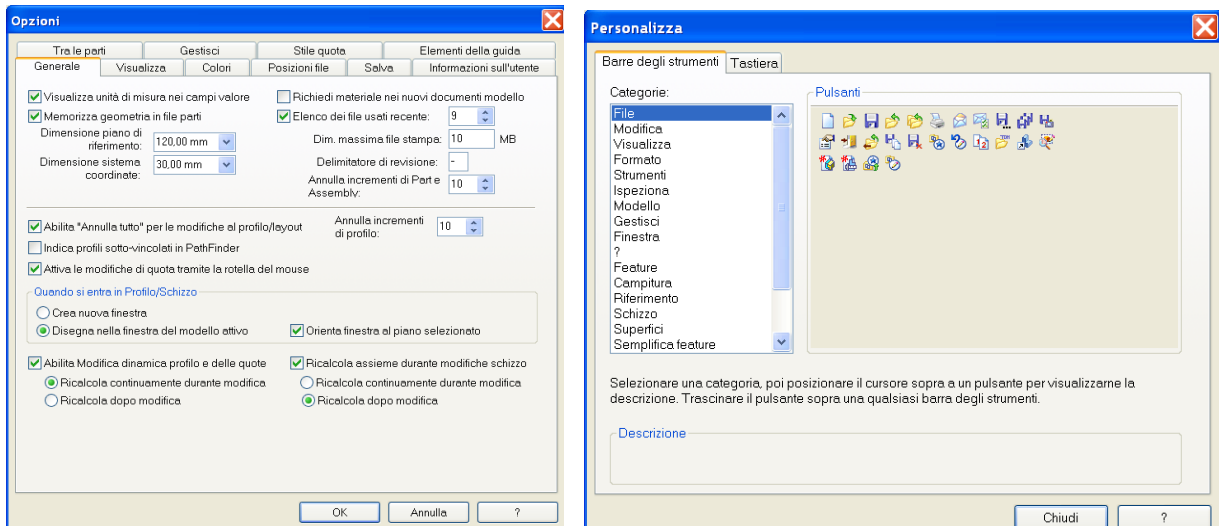 Opzioni
Tra le parti Gestisci Stile quota Elementi della guida
Generale Visualizza Colori Posizioni file Salva Informazioni sull'utente
Visualizza unità di misura nei campi valore Richiedi materiale nei nuovi documenti modello
Memorizza geometria in file parti Elenco dei file usati recente: 9
Dimensione piano di riferimento: 120,00 mm Dim. massima file stampa: 10 MB
Dimensione sistema coordinate: 30,00 mm Delimitatore di revisione: -
Annulla incrementi di Part e Assembly: 10
Abilita "Annulla tutto" per le modifiche al profilo/layout Annulla incrementi di profilo: 10
Indica profili sotto-vincolati in PathFinder
Attiva le modifiche di quota tramite la rotella del mouse
Quando si entra in Profilo/Schizzo
Crea nuova finestra
Disegna nella finestra del modello attivo Orienta finestra al piano selezionato
Abilita Modifica dinamica profilo e delle quote Ricalcola assieme durante modifiche schizzo
Ricalcola continuamente durante modifica Ricalcola continuamente durante modifica
Ricalcola dopo modifica Ricalcola dopo modifica
OK Annulla ?
Personalizza
Barre degli strumenti Tastiera
Categorie: Pulsanti
File
Modifica
Visualizza
Formato
Strumenti
Ispeziona
Modello
Gestisci
Finestra
?
Feature
Campitura
Riferimento
Schizzo
Superfici
Semplifica feature
Selezionare una categoria, poi posizionare il cursore sopra a un pulsante per visualizzarne la
descrizione. Trascinare il pulsante sopra una qualsiasi barra degli strumenti.
Descrizione
Chiudi ?